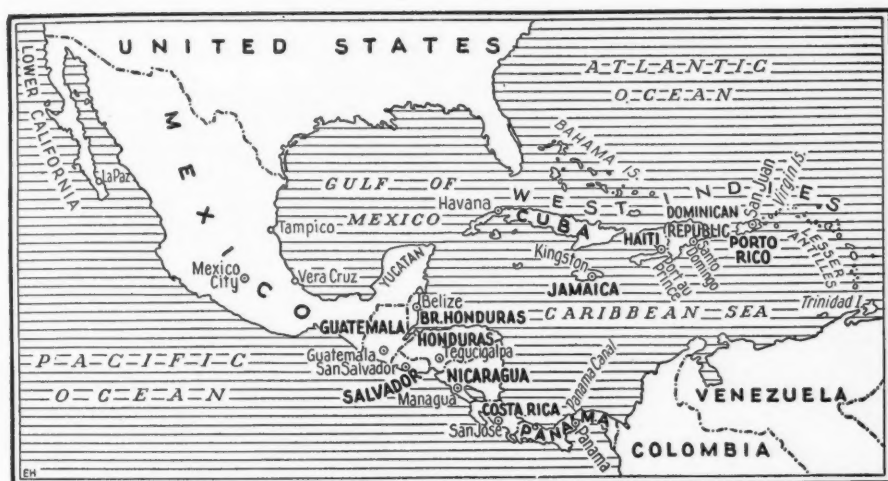 UNITED STATES
ATLANTIC
OCEAN
LOWER CALIFORNIA
MEXICO
LaPaz
GULF OF
MEXICO
BAHAMA IS.
WEST INDIES
Havana
CUBA
DOMINICAN
REPUBLIC
San Juan
Virgin Is.
Tampico
HAITI
PORTO
RICO
LESSER
ANTILLES
Kingston
Port au
Prince
Santo
Domingo
Mexico
City
Vera Cruz
YUCATAN
JAMAICA
Trinidad I.
Belize
BR. HONDURAS
CARIBBEAN SEA
GUATEMALA
HONDURAS
Guatemala
Tegucigalpa
San Salvador
SALVADOR
NICARAGUA
Panama Canal
PACIFIC
OCEAN
Managua
COSTA RICA
VENEZUELA
San José
PANAMA
Panama
COLOMBIA
EH